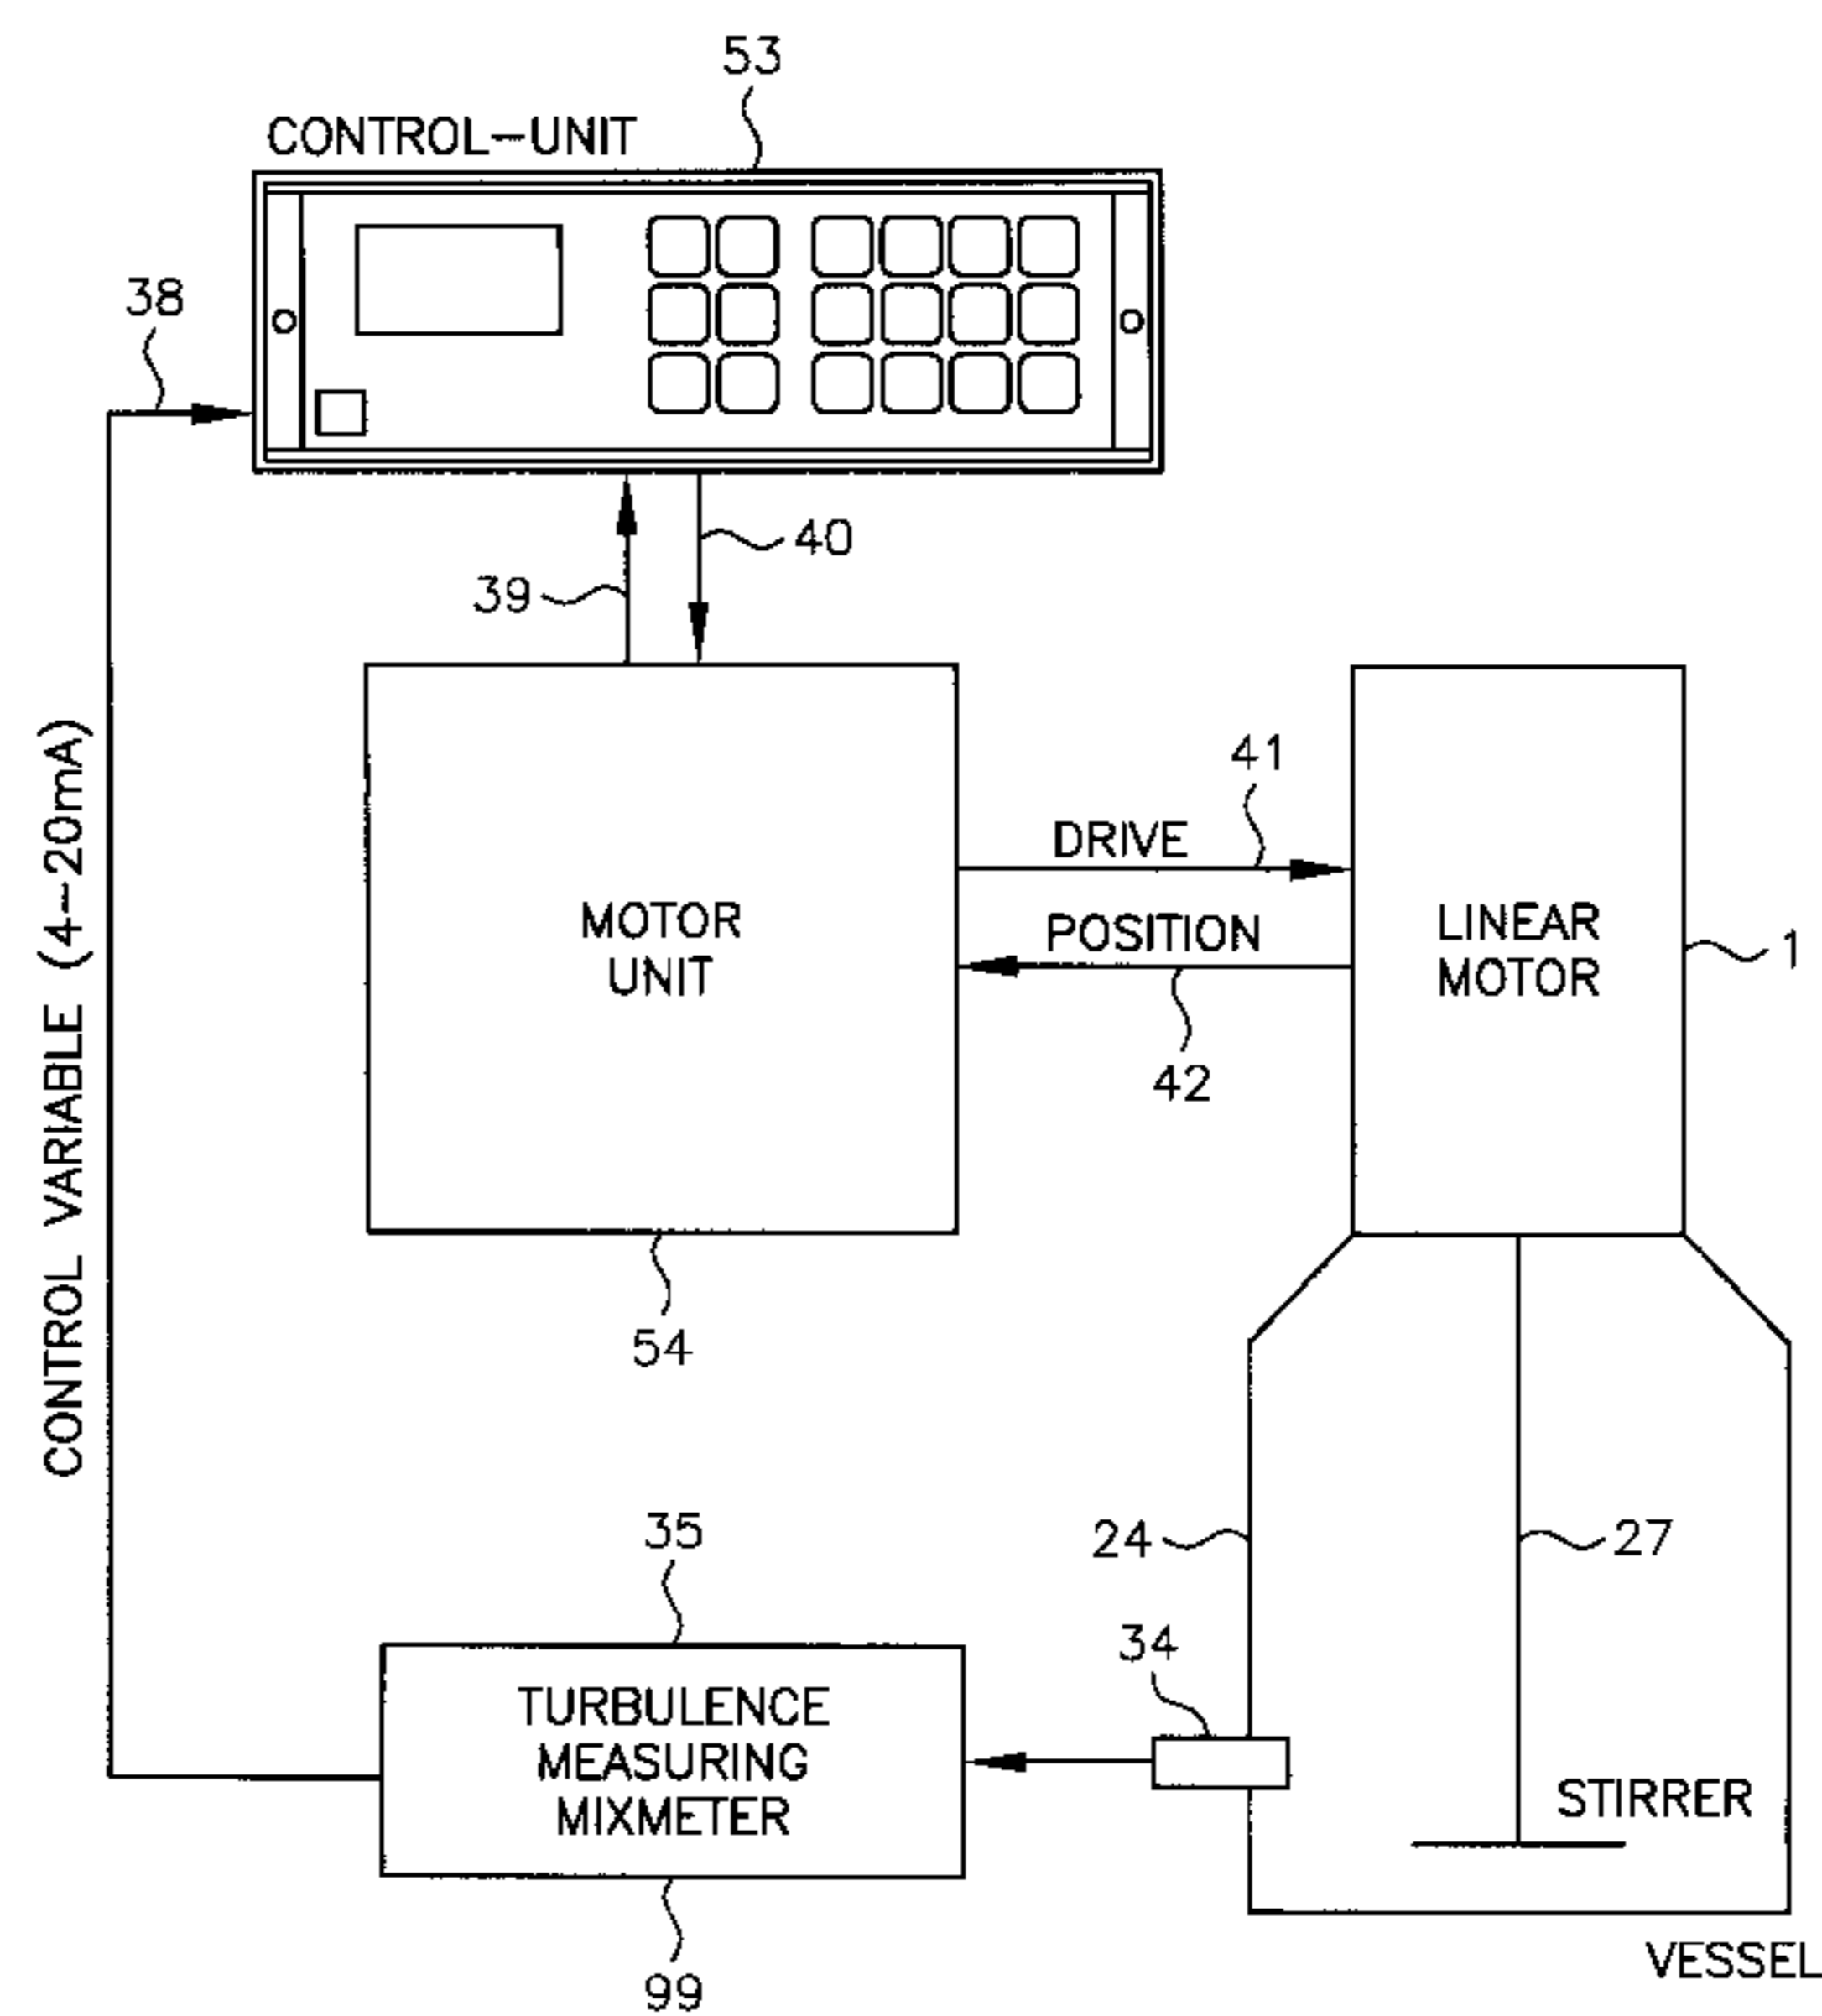 53
CONTROL-UNIT
38
40
39
CONTROL VARIABLE (4-20mA)
41
DRIVE
MOTOR
UNIT
POSITION
LINEAR
MOTOR
1
42
54
35
24
27
34
TURBULENCE
MEASURING
MIXMETER
STIRRER
99
VESSEL